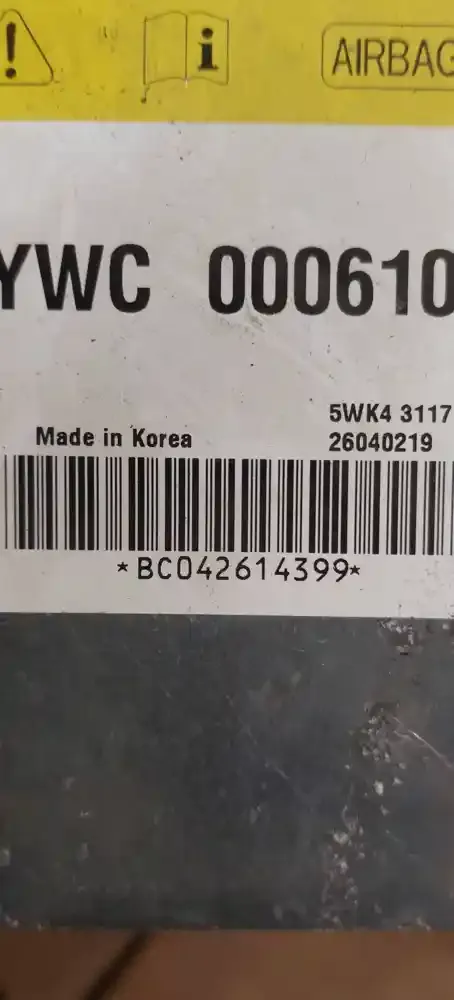 ! i AIRBAG
YWC 000610
5WK4 3117
Made in Korea 26040219
*BC042614399*